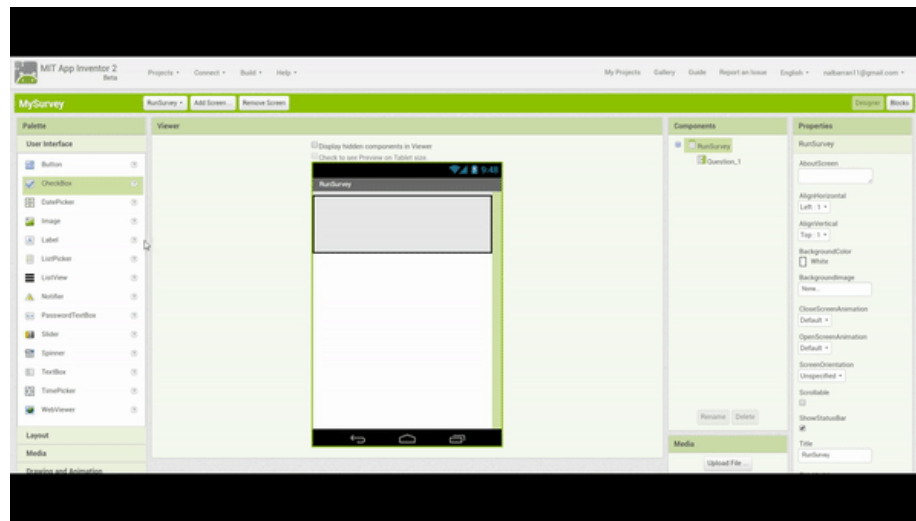 MIT App Inventor 2
Beta
Projects Connect Build Help
My Projects Gallery Guide Report an Issue English nalbarran11@gmail.com
MySurvey
RunSurvey Add Screen ... Remove Screen
Designer Blocks
Palette
User Interface
Button
CheckBox
DatePicker
Image
Label
ListPicker
ListView
Notifier
PasswordTextBox
Slider
Spinner
TextBox
TimePicker
WebViewer
Layout
Media
Drawing and Animation
Viewer
Display hidden components in Viewer
Check to see Preview on Tablet size.
9:48
RunSurvey
Components
RunSurvey
Question_1
Rename Delete
Media
Upload File ...
Properties
RunSurvey
AboutScreen
AlignHorizontal
Left : 1
AlignVertical
Top : 1
BackgroundColor
White
BackgroundImage
None...
CloseScreenAnimation
Default
OpenScreenAnimation
Default
ScreenOrientation
Unspecified
Scrollable
ShowStatusBar
Title
RunSurvey